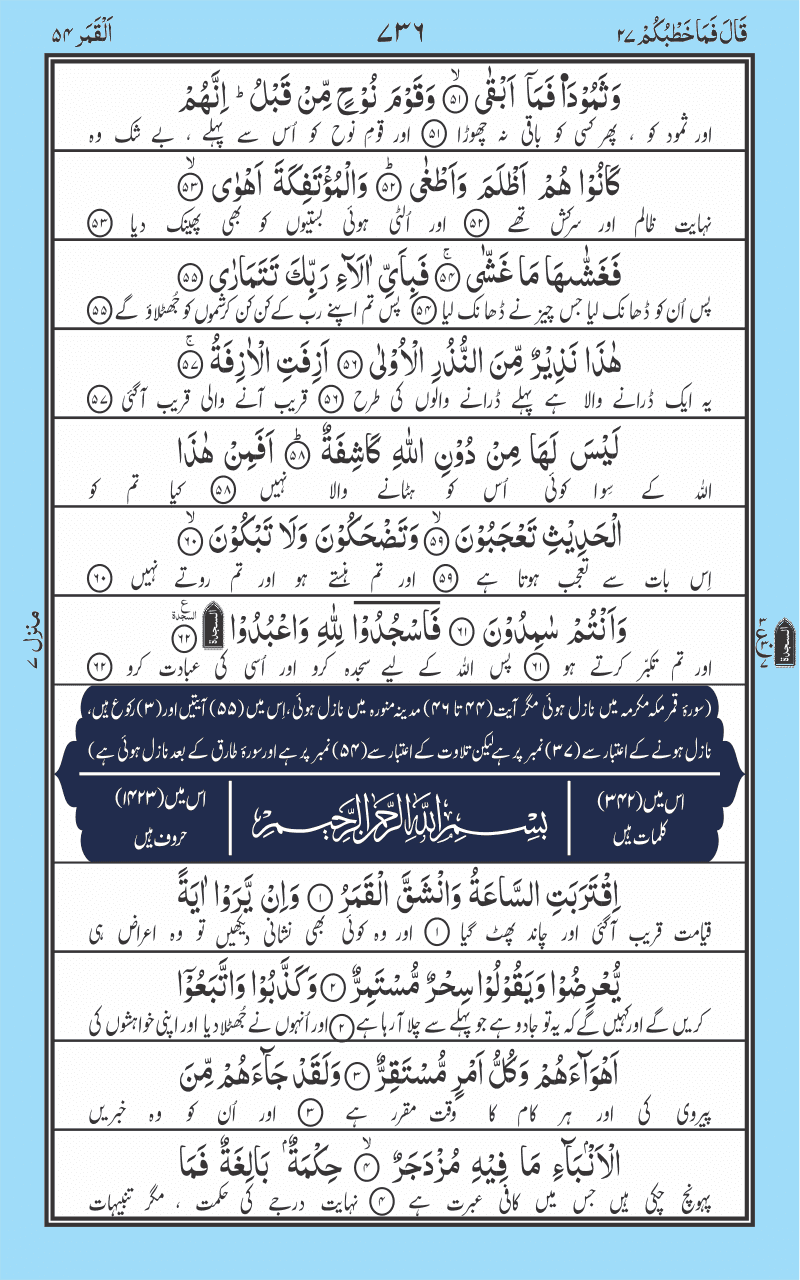 قَالَ فَمَا خَطْبُكُمْ ۲۷ ۷۳۶ اَلْقَمَر ۵۴
وَثَمُوْدَا۟ فَمَآ اَبْقٰى ۙ﴿۵۱﴾ وَقَوْمَ نُوْحٍ مِّنْ قَبْلُ ؕ اِنَّهُمْ
اور ثمود کو ، پھر کسی کو باقی نہ چھوڑا ﴿۵۱﴾ اور قومِ نوح کو اُس سے پہلے ، بے شک وہ
كَانُوْا هُمْ اَظْلَمَ وَاَطْغٰى ؕ﴿۵۲﴾ وَالْمُؤْتَفِكَةَ اَهْوٰى ۙ﴿۵۳﴾
نہایت ظالم اور سرکش تھے ﴿۵۲﴾ اور اُلٹی ہوئی بستیوں کو بھی پھینک دیا ﴿۵۳﴾
فَغَشّٰىهَا مَا غَشّٰى ۚ﴿۵۴﴾ فَبِاَيِّ اٰلَآءِ رَبِّكَ تَتَمَارٰى ﴿۵۵﴾
پس اُن کو ڈھانک لیا جس چیز نے ڈھانک لیا ﴿۵۴﴾ پس تم اپنے رب کے کن کن کرشموں کو جُھٹلاؤ گے ﴿۵۵﴾
هٰذَا نَذِيْرٌ مِّنَ النُّذُرِ الْاُوْلٰى ﴿۵۶﴾ اَزِفَتِ الْاٰزِفَةُ ۚ﴿۵۷﴾
یہ ایک ڈرانے والا ہے پہلے ڈرانے والوں کی طرح ﴿۵۶﴾ قریب آنے والی قریب آگئی ﴿۵۷﴾
لَيْسَ لَهَا مِنْ دُوْنِ اللّٰهِ كَاشِفَةٌ ؕ﴿۵۸﴾ اَفَمِنْ هٰذَا
اللہ کے سِوا کوئی اُس کو ہٹانے والا نہیں ﴿۵۸﴾ کیا تم کو
الْحَدِيْثِ تَعْجَبُوْنَ ۙ﴿۵۹﴾ وَتَضْحَكُوْنَ وَلَا تَبْكُوْنَ ۙ﴿۶۰﴾
اِس بات سے تعجب ہوتا ہے ﴿۵۹﴾ اور تم ہنستے ہو اور تم روتے نہیں ﴿۶۰﴾
وَاَنْتُمْ سٰمِدُوْنَ ﴿۶۱﴾ فَاسْجُدُوْا لِلّٰهِ وَاعْبُدُوْا السجدة ﴿۶۲﴾
اور تم تکبّر کرتے ہو ﴿۶۱﴾ پس اللہ کے لیے سجدہ کرو اور اُسی کی عبادت کرو ﴿۶۲﴾
منزل ۷
السجدة
(سورۂ قمر مکہ مکرمہ میں نازل ہوئی مگر آیت (۴۴ تا ۴۶) مدینہ منورہ میں نازل ہوئی، اِس میں (۵۵) آیتیں اور (۳) رکوع ہیں،
نازل ہونے کے اعتبار سے (۳۷) نمبر پر ہے لیکن تلاوت کے اعتبار سے (۵۴) نمبر پر ہے اور سورۂ طارق کے بعد نازل ہوئی ہے)
اس میں (۳۴۲) کلمات ہیں
بِسْمِ اللهِ الرَّحْمٰنِ الرَّحِيْمِ
اس میں (۱۴۲۳) حروف ہیں
اِقْتَرَبَتِ السَّاعَةُ وَانْشَقَّ الْقَمَرُ ﴿۱﴾ وَاِنْ يَّرَوْا اٰيَةً
قیامت قریب آگئی اور چاند پھٹ گیا ﴿۱﴾ اور وہ کوئی بھی نشانی دیکھیں تو وہ اعراض ہی
يُّعْرِضُوْا وَيَقُوْلُوْا سِحْرٌ مُّسْتَمِرٌّ ﴿۲﴾ وَكَذَّبُوْا وَاتَّبَعُوْۤا
کریں گے اور کہیں گے کہ یہ تو جادو ہے جو پہلے سے چلا آرہا ہے ﴿۲﴾ اور اُنہوں نے جُھٹلادیا اور اپنی خواہشوں کی
اَهْوَآءَهُمْ وَكُلُّ اَمْرٍ مُّسْتَقِرٌّ ﴿۳﴾ وَلَقَدْ جَآءَهُمْ مِّنَ
پیروی کی اور ہر کام کا وقت مقرر ہے ﴿۳﴾ اور اُن کو وہ خبریں
الْاَنْۢبَآءِ مَا فِيْهِ مُزْدَجَرٌ ۙ﴿۴﴾ حِكْمَةٌۢ بَالِغَةٌ فَمَا
پہونچ چکی ہیں جس میں کافی عبرت ہے ﴿۴﴾ نہایت درجے کی حکمت ، مگر تنبیہات